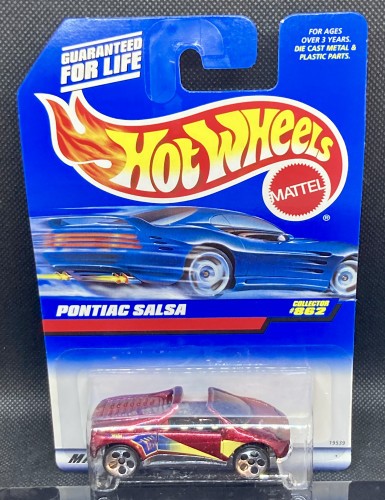 GUARANTEED
FOR LIFE
FOR AGES
OVER 3 YEARS.
DIE CAST METAL &
PLASTIC PARTS.
HOT WHEELS
MATTEL
®
PONTIAC SALSA
COLLECTOR
#862